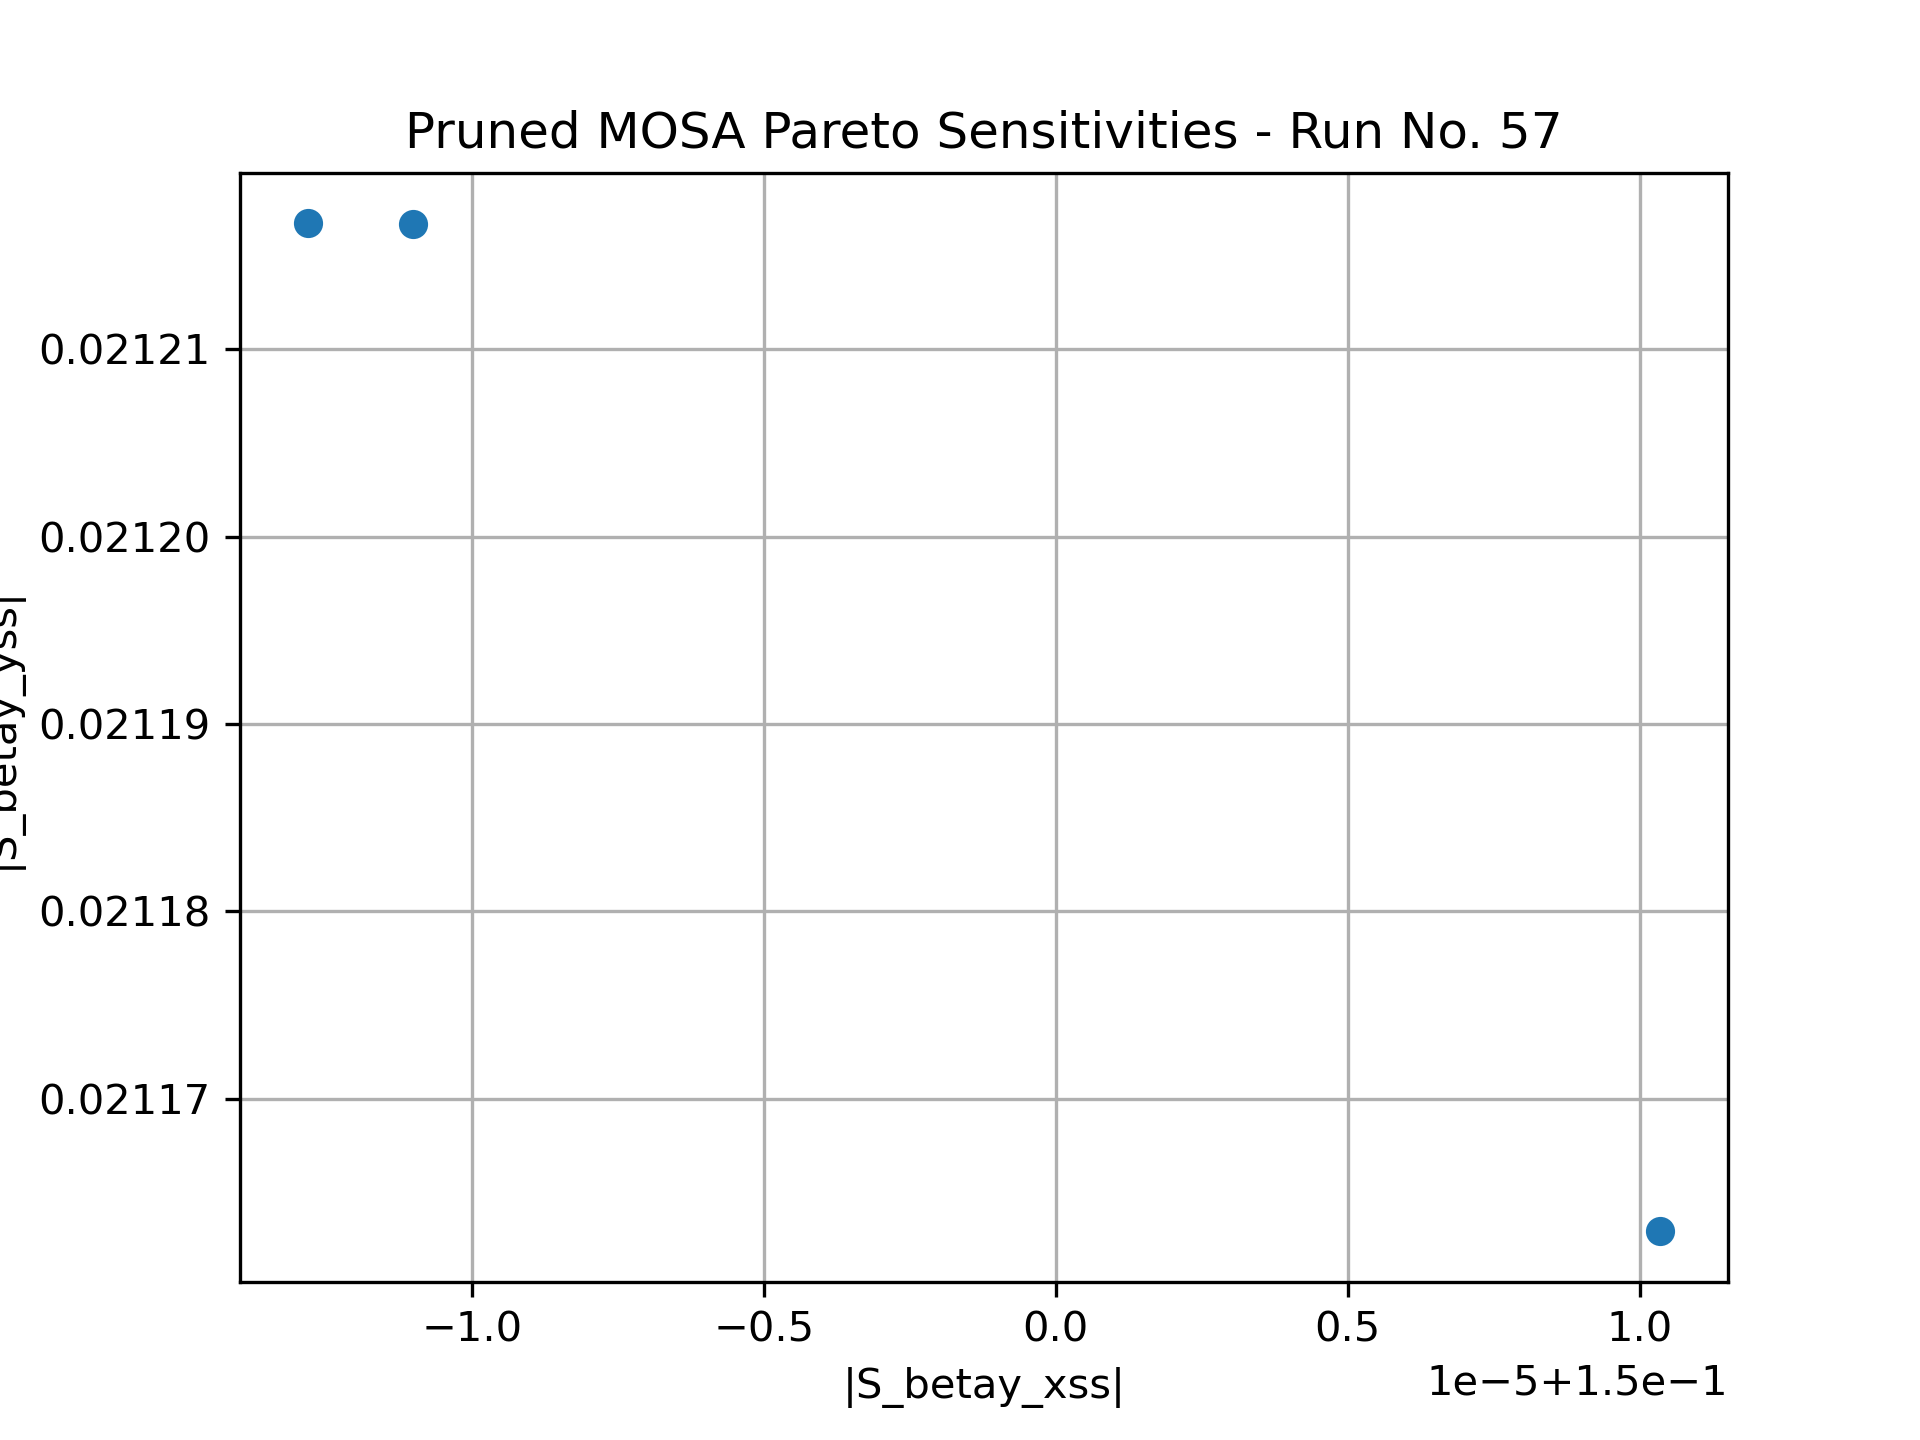 Pruned MOSA Pareto Sensitivities - Run No. 57
|S_betay_yss|
0.02121
0.02120
0.02119
0.02118
0.02117
−1.0 −0.5 0.0 0.5 1.0
|S_betay_xss|
1e−5+1.5e−1